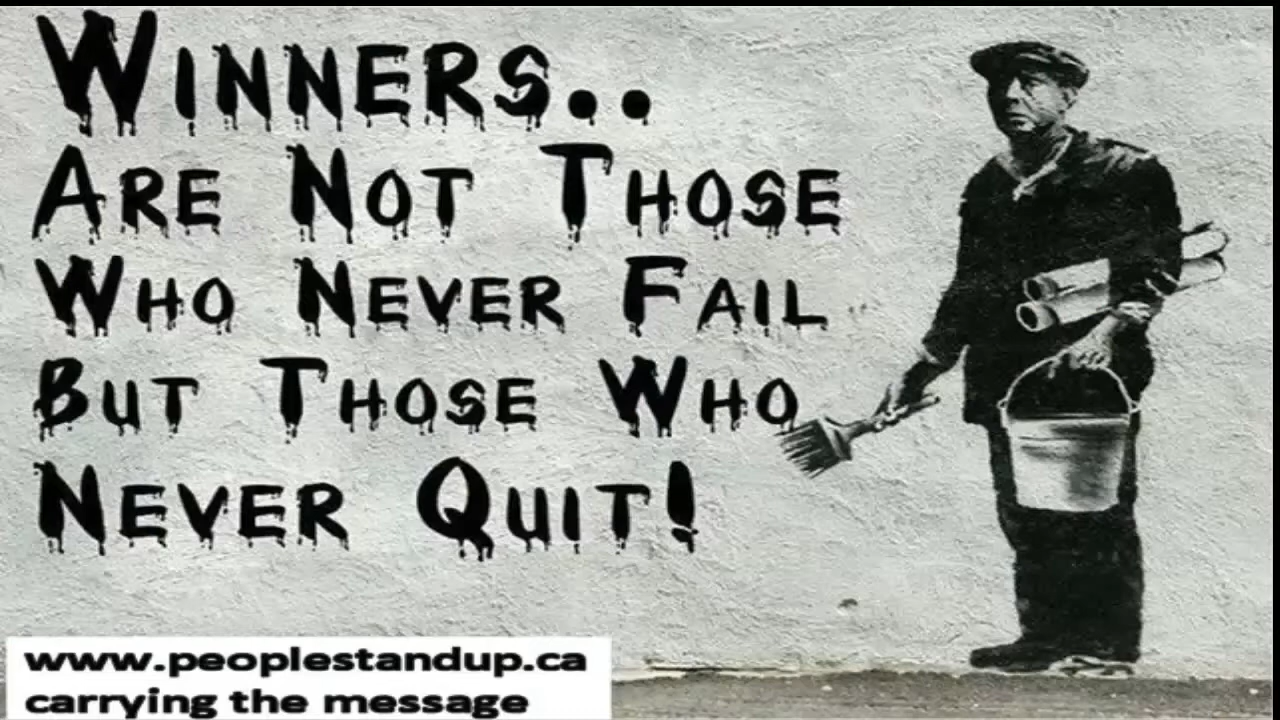 WINNERS..
ARE NOT THOSE
WHO NEVER FAIL
BUT THOSE WHO
NEVER QUIT!
www.peoplestandup.ca
carrying the message